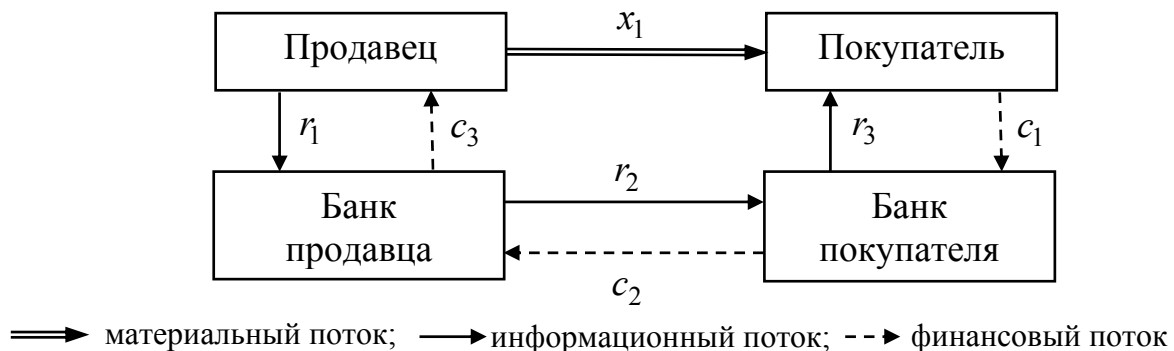 x₁
Продавец
Покупатель
r₁
c₃
r₃
c₁
r₂
Банк
продавца
Банк
покупателя
c₂
материальный поток; информационный поток; финансовый поток